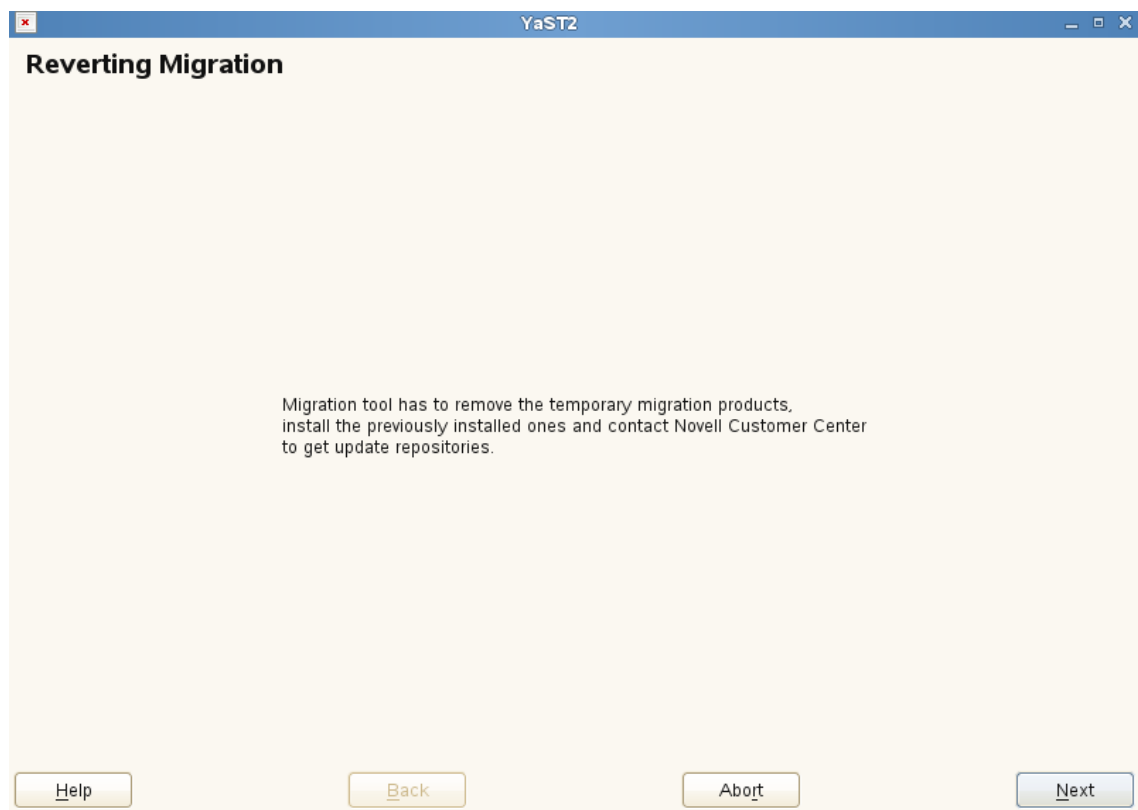 YaST2
Reverting Migration
Migration tool has to remove the temporary migration products,
install the previously installed ones and contact Novell Customer Center
to get update repositories.
Help
Back
Abort
Next